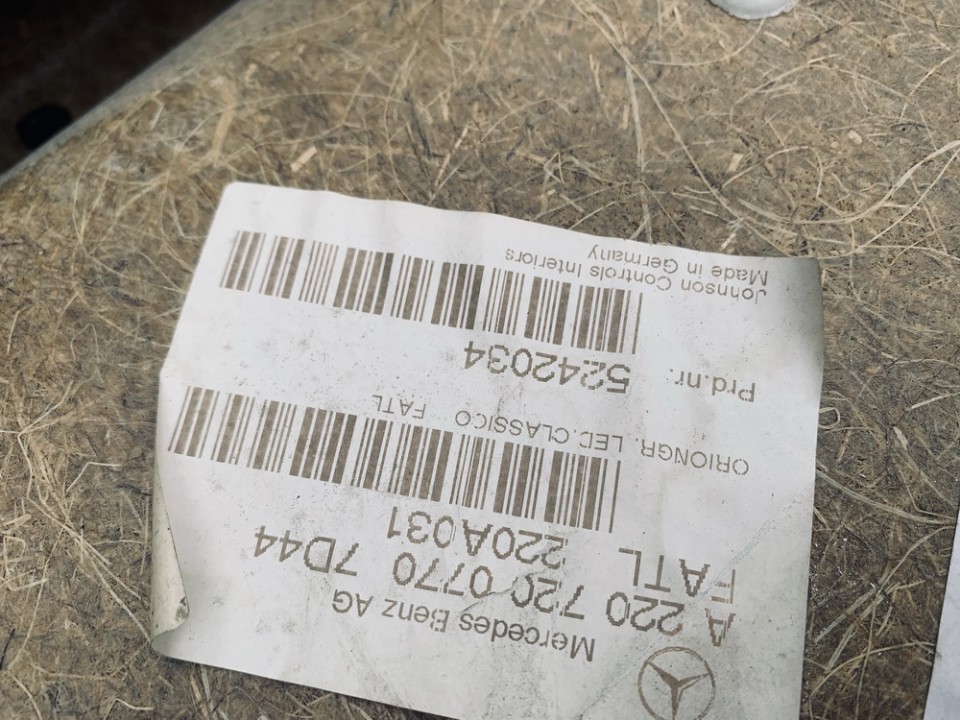 Mercedes Benz AG
A 220 720 0770 7D44
FATL 220A031
ORIONGR. LED.CLASSICO FATL
Prd.nr. 5242034
Johnson Controls Interiors
Made in Germany